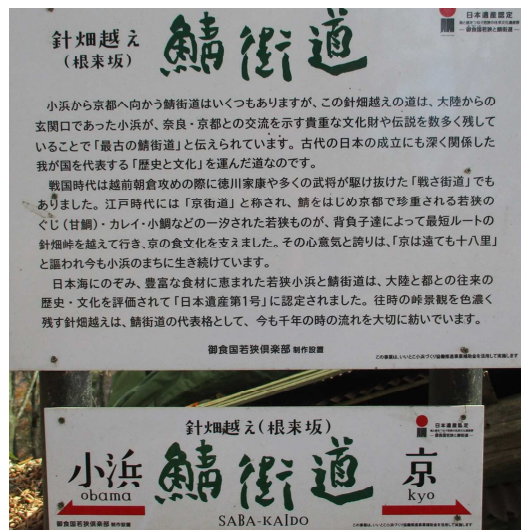 日本遺産認定
針畑越え
(根来坂)
鯖街道
小浜から京都へ向かう鯖街道はいくつもありますが、この針畑越えの道は、大陸からの
玄関口であった小浜が、奈良・京都との交流を示す貴重な文化財や伝説を数多く残して
いることで「最古の鯖街道」と伝えられています。古代の日本の成立にも深く関係した
我が国を代表する「歴史と文化」を運んだ道なのです。
戦国時代は越前朝倉攻めの際に徳川家康や多くの武将が駆け抜けた「戦さ街道」でも
ありました。江戸時代には「京街道」と称され、鯖をはじめ京都で珍重される若狭の
ぐじ(甘鯛)・カレイ・小鯛などの一汐された若狭ものが、背負子達によって最短ルートの
針畑峠を越えて行き、京の食文化を支えました。その心意気と誇りは、「京は遠ても十八里」
と謳われ今も小浜のまちに生き続けています。
日本海にのぞみ、豊富な食材に恵まれた若狭小浜と鯖街道は、大陸と都との往来の
歴史・文化を評価されて「日本遺産第1号」に認定されました。往時の峠景観を色濃く
残す針畑越えは、鯖街道の代表格として、今も千年の時の流れを大切に紡いでいます。
御食国若狭倶楽部 制作設置
針畑越え(根来坂)
日本遺産認定
小浜
obama
鯖街道
SABA-KAIDO
京
kyo
御食国若狭倶楽部 制作設置